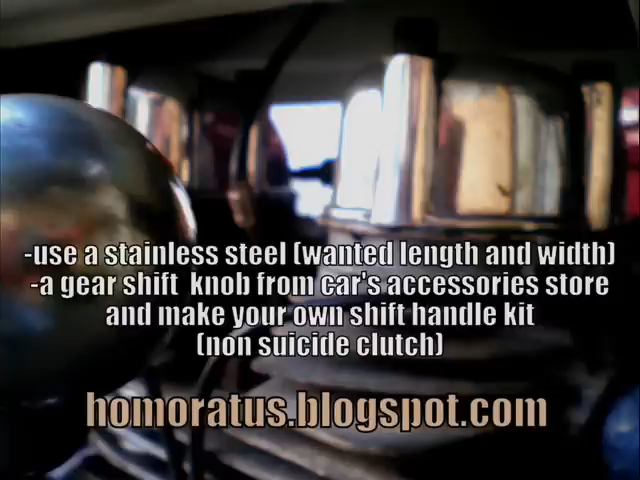 -use a stainless steel (wanted length and width)
-a gear shift  knob from car's accessories store
and make your own shift handle kit
(non suicide clutch)
homoratus.blogspot.com